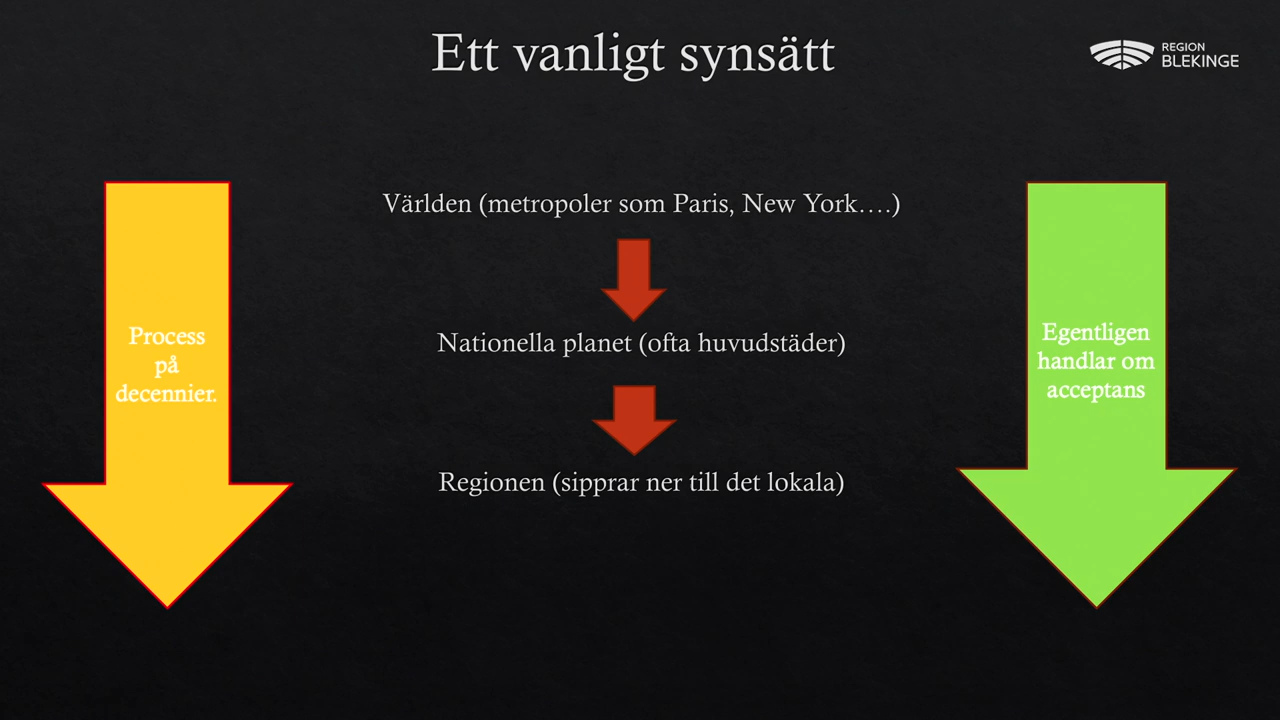 Ett vanligt synsätt
REGION
BLEKINGE
Världen (metropoler som Paris, New York….)
Nationella planet (ofta huvudstäder)
Regionen (sipprar ner till det lokala)
Process
på
decennier.
Egentligen
handlar om
acceptans